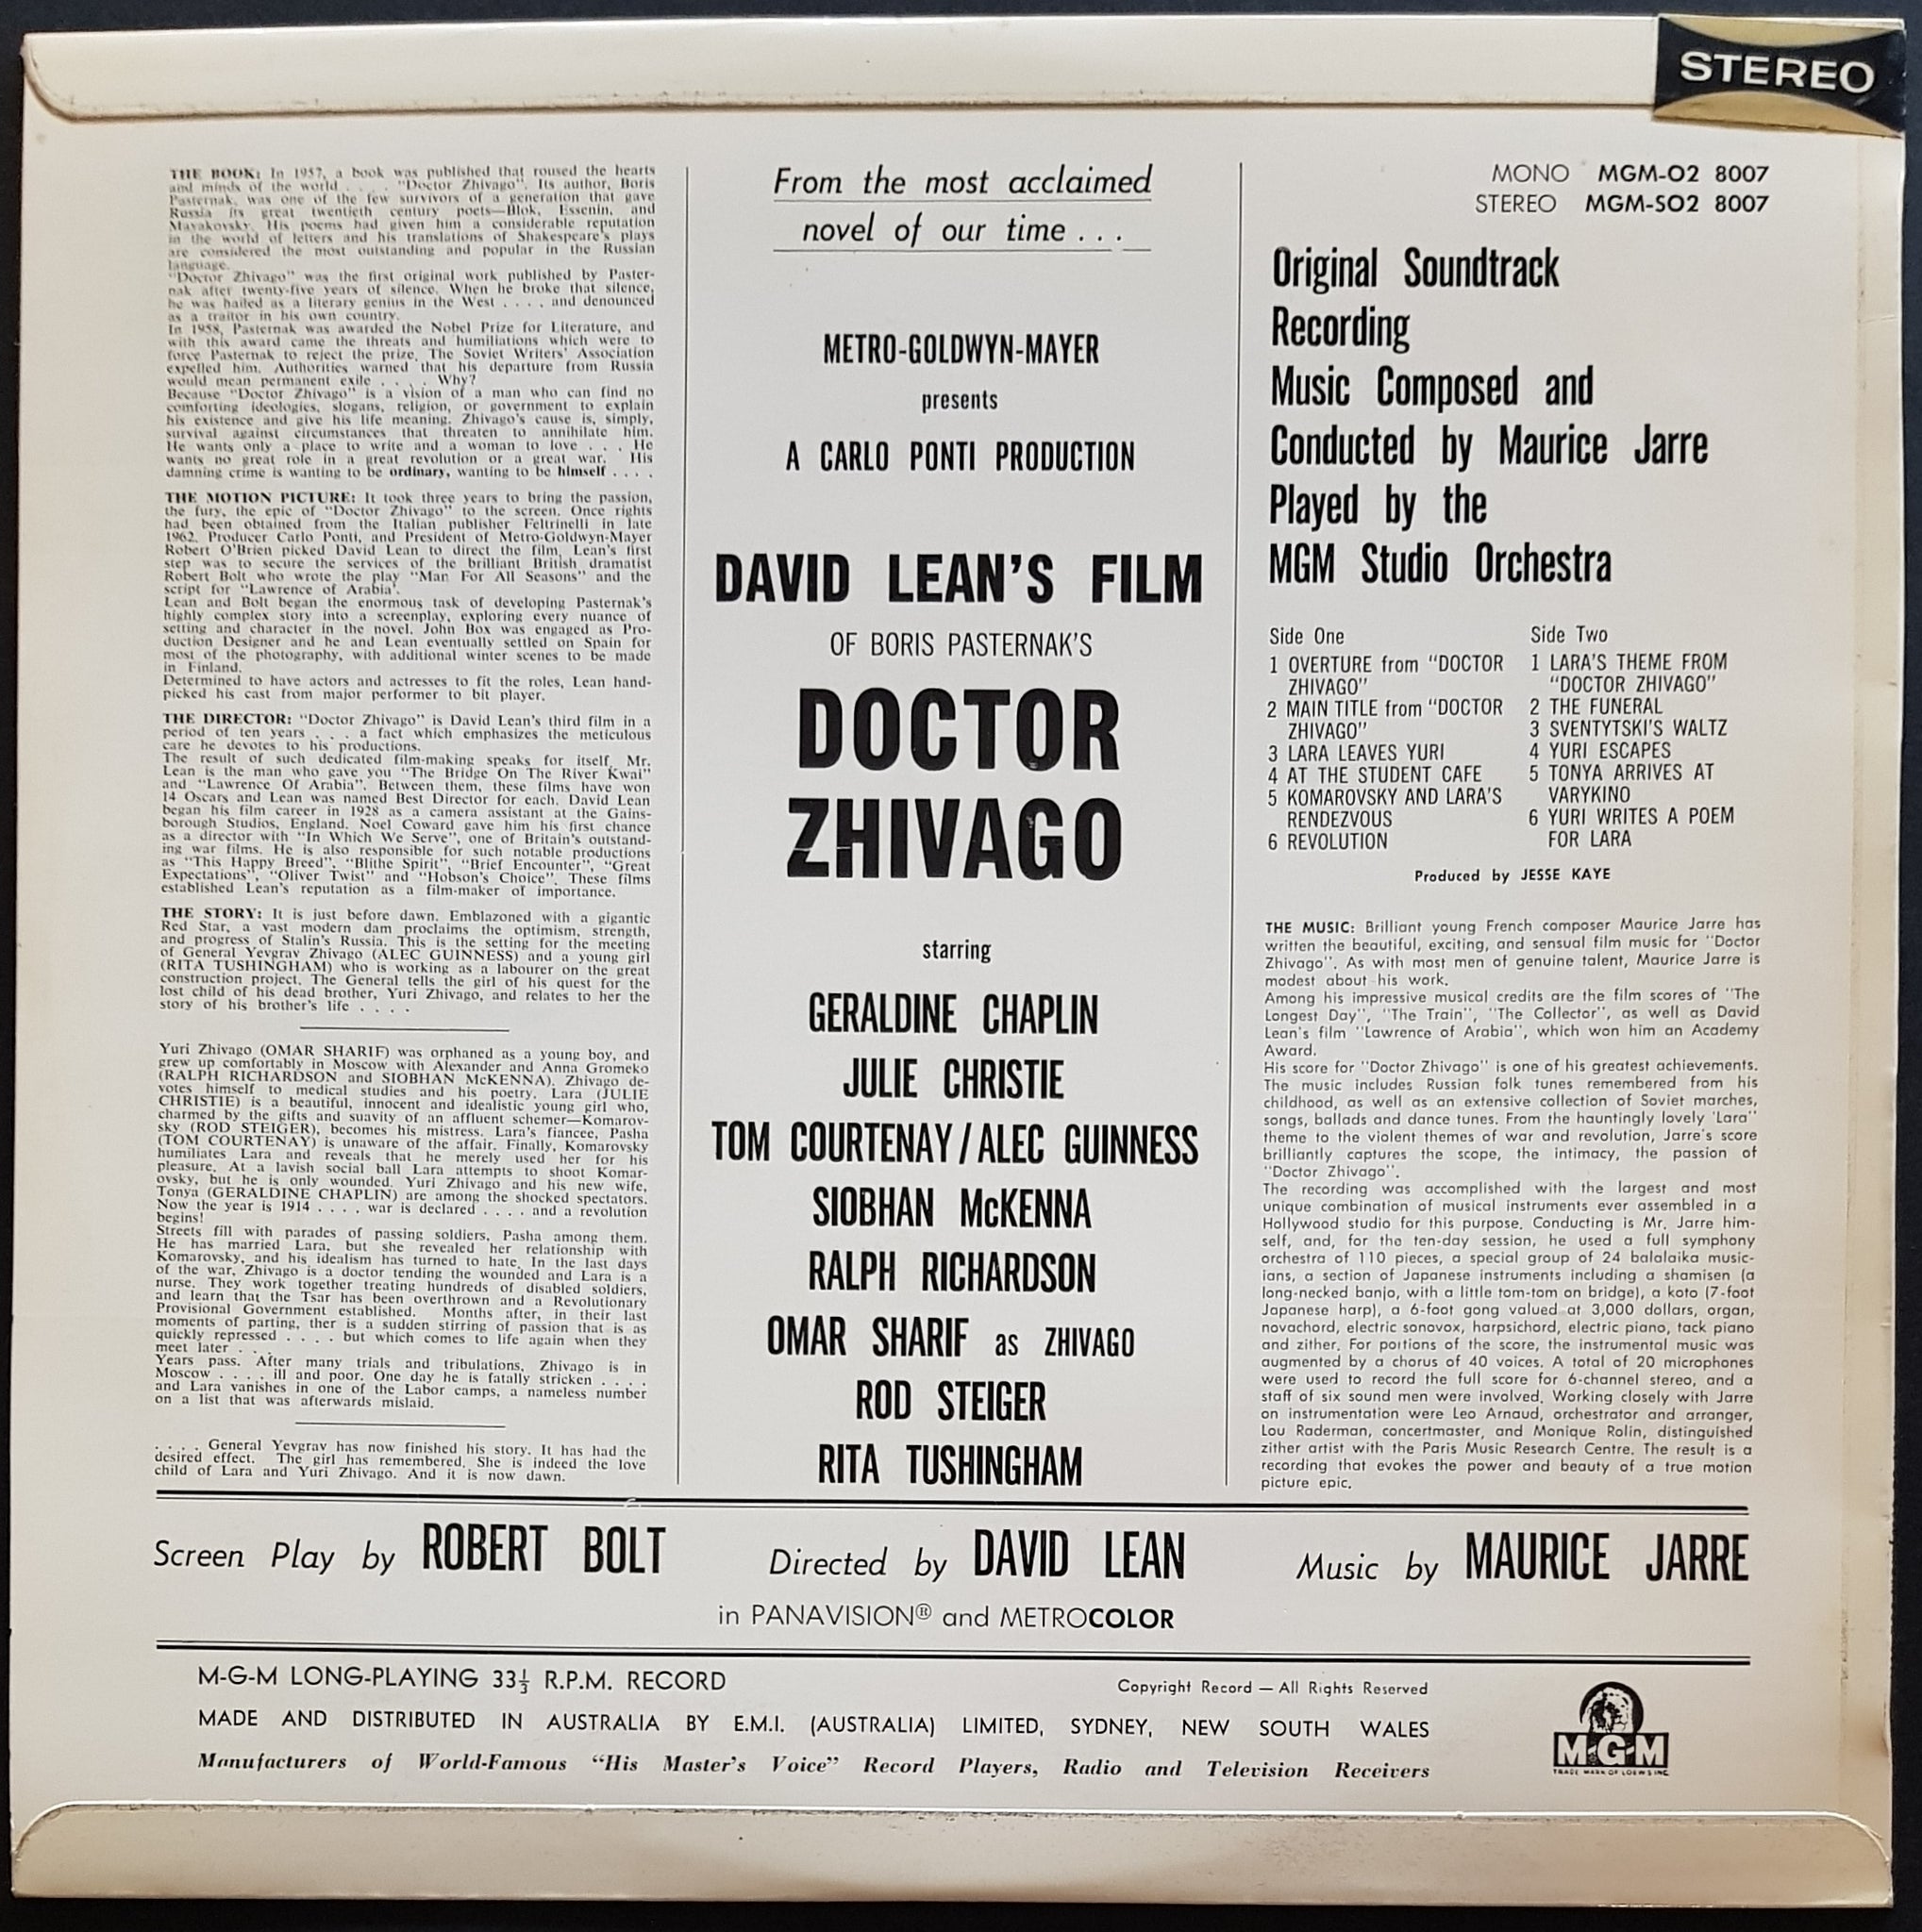 STEREO
THE BOOK: In 1957, a book was published that roused the hearts
and minds of the world . . . . "Doctor Zhivago". Its author, Boris
Pasternak, was one of the few survivors of a generation that gave
Russia its great twentieth century poets—Blok, Essenin, and
Mayakovsky. His poems had given him a considerable reputation
in the world of letters and his translations of Shakespeare's plays
are considered the most outstanding and popular in the Russian
language.
"Doctor Zhivago" was the first original work published by Paster-
nak after twenty-five years of silence. When he broke that silence,
he was hailed as a literary genius in the West . . . . and denounced
as a traitor in his own country.
In 1958, Pasternak was awarded the Nobel Prize for Literature, and
with this award came the threats and humiliations which were to
force Pasternak to reject the prize. The Soviet Writers' Association
expelled him. Authorities warned that his departure from Russia
would mean permanent exile . . . . Why?
Because "Doctor Zhivago" is a vision of a man who can find no
comforting ideologies, slogans, religion, or government to explain
his existence and give his life meaning. Zhivago's cause is, simply,
survival against circumstances that threaten to annihilate him.
He wants only a place to write and a woman to love . . . He
wants no great role in a great revolution or a great war. His
damning crime is wanting to be ordinary, wanting to be himself . . . .
THE MOTION PICTURE: It took three years to bring the passion,
the fury, the epic of "Doctor Zhivago" to the screen. Once rights
had been obtained from the Italian publisher Feltrinelli in late
1962, Producer Carlo Ponti, and President of Metro-Goldwyn-Mayer
Robert O'Brien picked David Lean to direct the film. Lean's first
step was to secure the services of the brilliant British dramatist
Robert Bolt who wrote the play "Man For All Seasons" and the
script for "Lawrence of Arabia'.
Lean and Bolt began the enormous task of developing Pasternak's
highly complex story into a screenplay, exploring every nuance of
setting and character in the novel. John Box was engaged as Pro-
duction Designer and he and Lean eventually settled on Spain for
most of the photography, with additional winter scenes to be made
in Finland.
Determined to have actors and actresses to fit the roles, Lean hand-
picked his cast from major performer to bit player.
THE DIRECTOR: "Doctor Zhivago" is David Lean's third film in a
period of ten years . . . a fact which emphasizes the meticulous
care he devotes to his productions.
The result of such dedicated film-making speaks for itself. Mr.
Lean is the man who gave you "The Bridge On The River Kwai"
and "Lawrence Of Arabia". Between them, these films have won
14 Oscars and Lean was named Best Director for each. David Lean
began his film career in 1928 as a camera assistant at the Gains-
borough Studios, England. Noel Coward gave him his first chance
as a director with "In Which We Serve", one of Britain's outstand-
ing war films. He is also responsible for such notable productions
as "This Happy Breed", "Blithe Spirit", "Brief Encounter", "Great
Expectations", "Oliver Twist" and "Hobson's Choice". These films
established Lean's reputation as a film-maker of importance.
THE STORY: It is just before dawn. Emblazoned with a gigantic
Red Star, a vast modern dam proclaims the optimism, strength,
and progress of Stalin's Russia. This is the setting for the meeting
of General Yevgrav Zhivago (ALEC GUINNESS) and a young girl
(RITA TUSHINGHAM) who is working as a labourer on the great
construction project. The General tells the girl of his quest for the
lost child of his dead brother, Yuri Zhivago, and relates to her the
story of his brother's life . . . .
Yuri Zhivago (OMAR SHARIF) was orphaned as a young boy, and
grew up comfortably in Moscow with Alexander and Anna Gromeko
(RALPH RICHARDSON and SIOBHAN McKENNA). Zhivago de-
votes himself to medical studies and his poetry. Lara (JULIE
CHRISTIE) is a beautiful, innocent and idealistic young girl who,
charmed by the gifts and suavity of an affluent schemer—Komarov-
sky (ROD STEIGER), becomes his mistress. Lara's fiancee, Pasha
(TOM COURTENAY) is unaware of the affair. Finally, Komarovsky
humiliates Lara and reveals that he merely used her for his
pleasure. At a lavish social ball Lara attempts to shoot Komar-
ovsky, but he is only wounded. Yuri Zhivago and his new wife,
Tonya (GERALDINE CHAPLIN) are among the shocked spectators.
Now the year is 1914 . . . . war is declared . . . . and a revolution
begins!
Streets fill with parades of passing soldiers, Pasha among them.
He has married Lara, but she revealed her relationship with
Komarovsky, and his idealism has turned to hate. In the last days
of the war, Zhivago is a doctor tending the wounded and Lara is a
nurse. They work together treating hundreds of disabled soldiers,
and learn that the Tsar has been overthrown and a Revolutionary
Provisional Government established. Months after, in their last
moments of parting, ther is a sudden stirring of passion that is as
quickly repressed . . . . but which comes to life again when they
meet later . . .
Years pass. After many trials and tribulations, Zhivago is in
Moscow . . . . ill and poor. One day he is fatally stricken . . . .
and Lara vanishes in one of the Labor camps, a nameless number
on a list that was afterwards mislaid.
. . . . General Yevgrav has now finished his story. It has had the
desired effect. The girl has remembered. She is indeed the love
child of Lara and Yuri Zhivago. And it is now dawn.
From the most acclaimed
novel of our time . . .
METRO-GOLDWYN-MAYER
presents
A CARLO PONTI PRODUCTION
DAVID LEAN'S FILM
OF BORIS PASTERNAK'S
DOCTOR
ZHIVAGO
starring
GERALDINE CHAPLIN
JULIE CHRISTIE
TOM COURTENAY / ALEC GUINNESS
SIOBHAN McKENNA
RALPH RICHARDSON
OMAR SHARIF as ZHIVAGO
ROD STEIGER
RITA TUSHINGHAM
MONO MGM-O2 8007
STEREO MGM-SO2 8007
Original Soundtrack
Recording
Music Composed and
Conducted by Maurice Jarre
Played by the
MGM Studio Orchestra
Side One
1 OVERTURE from "DOCTOR
ZHIVAGO"
2 MAIN TITLE from "DOCTOR
ZHIVAGO"
3 LARA LEAVES YURI
4 AT THE STUDENT CAFE
5 KOMAROVSKY AND LARA'S
RENDEZVOUS
6 REVOLUTION
Side Two
1 LARA'S THEME FROM
"DOCTOR ZHIVAGO"
2 THE FUNERAL
3 SVENTYTSKI'S WALTZ
4 YURI ESCAPES
5 TONYA ARRIVES AT
VARYKINO
6 YURI WRITES A POEM
FOR LARA
Produced by JESSE KAYE
THE MUSIC: Brilliant young French composer Maurice Jarre has
written the beautiful, exciting, and sensual film music for "Doctor
Zhivago". As with most men of genuine talent, Maurice Jarre is
modest about his work.
Among his impressive musical credits are the film scores of "The
Longest Day", "The Train", "The Collector", as well as David
Lean's film "Lawrence of Arabia", which won him an Academy
Award.
His score for "Doctor Zhivago" is one of his greatest achievements.
The music includes Russian folk tunes remembered from his
childhood, as well as an extensive collection of Soviet marches,
songs, ballads and dance tunes. From the hauntingly lovely 'Lara"
theme to the violent themes of war and revolution, Jarre's score
brilliantly captures the scope, the intimacy, the passion of
"Doctor Zhivago".
The recording was accomplished with the largest and most
unique combination of musical instruments ever assembled in a
Hollywood studio for this purpose. Conducting is Mr. Jarre him-
self, and, for the ten-day session, he used a full symphony
orchestra of 110 pieces, a special group of 24 balalaika music-
ians, a section of Japanese instruments including a shamisen (a
long-necked banjo, with a little tom-tom on bridge), a koto (7-foot
Japanese harp), a 6-foot gong valued at 3,000 dollars, organ,
novachord, electric sonovox, harpsichord, electric piano, tack piano
and zither. For portions of the score, the instrumental music was
augmented by a chorus of 40 voices. A total of 20 microphones
were used to record the full score for 6-channel stereo, and a
staff of six sound men were involved. Working closely with Jarre
on instrumentation were Leo Arnaud, orchestrator and arranger,
Lou Raderman, concertmaster, and Monique Rolin, distinguished
zither artist with the Paris Music Research Centre. The result is a
recording that evokes the power and beauty of a true motion
picture epic.
Screen Play by ROBERT BOLT Directed by DAVID LEAN Music by MAURICE JARRE
in PANAVISION® and METROCOLOR
M-G-M LONG-PLAYING 33⅓ R.P.M. RECORD
Copyright Record — All Rights Reserved
MADE AND DISTRIBUTED IN AUSTRALIA BY E.M.I. (AUSTRALIA) LIMITED, SYDNEY, NEW SOUTH WALES
Manufacturers of World-Famous "His Master's Voice" Record Players, Radio and Television Receivers
M-G-M
TRADE MARK OF LOEW'S INC.